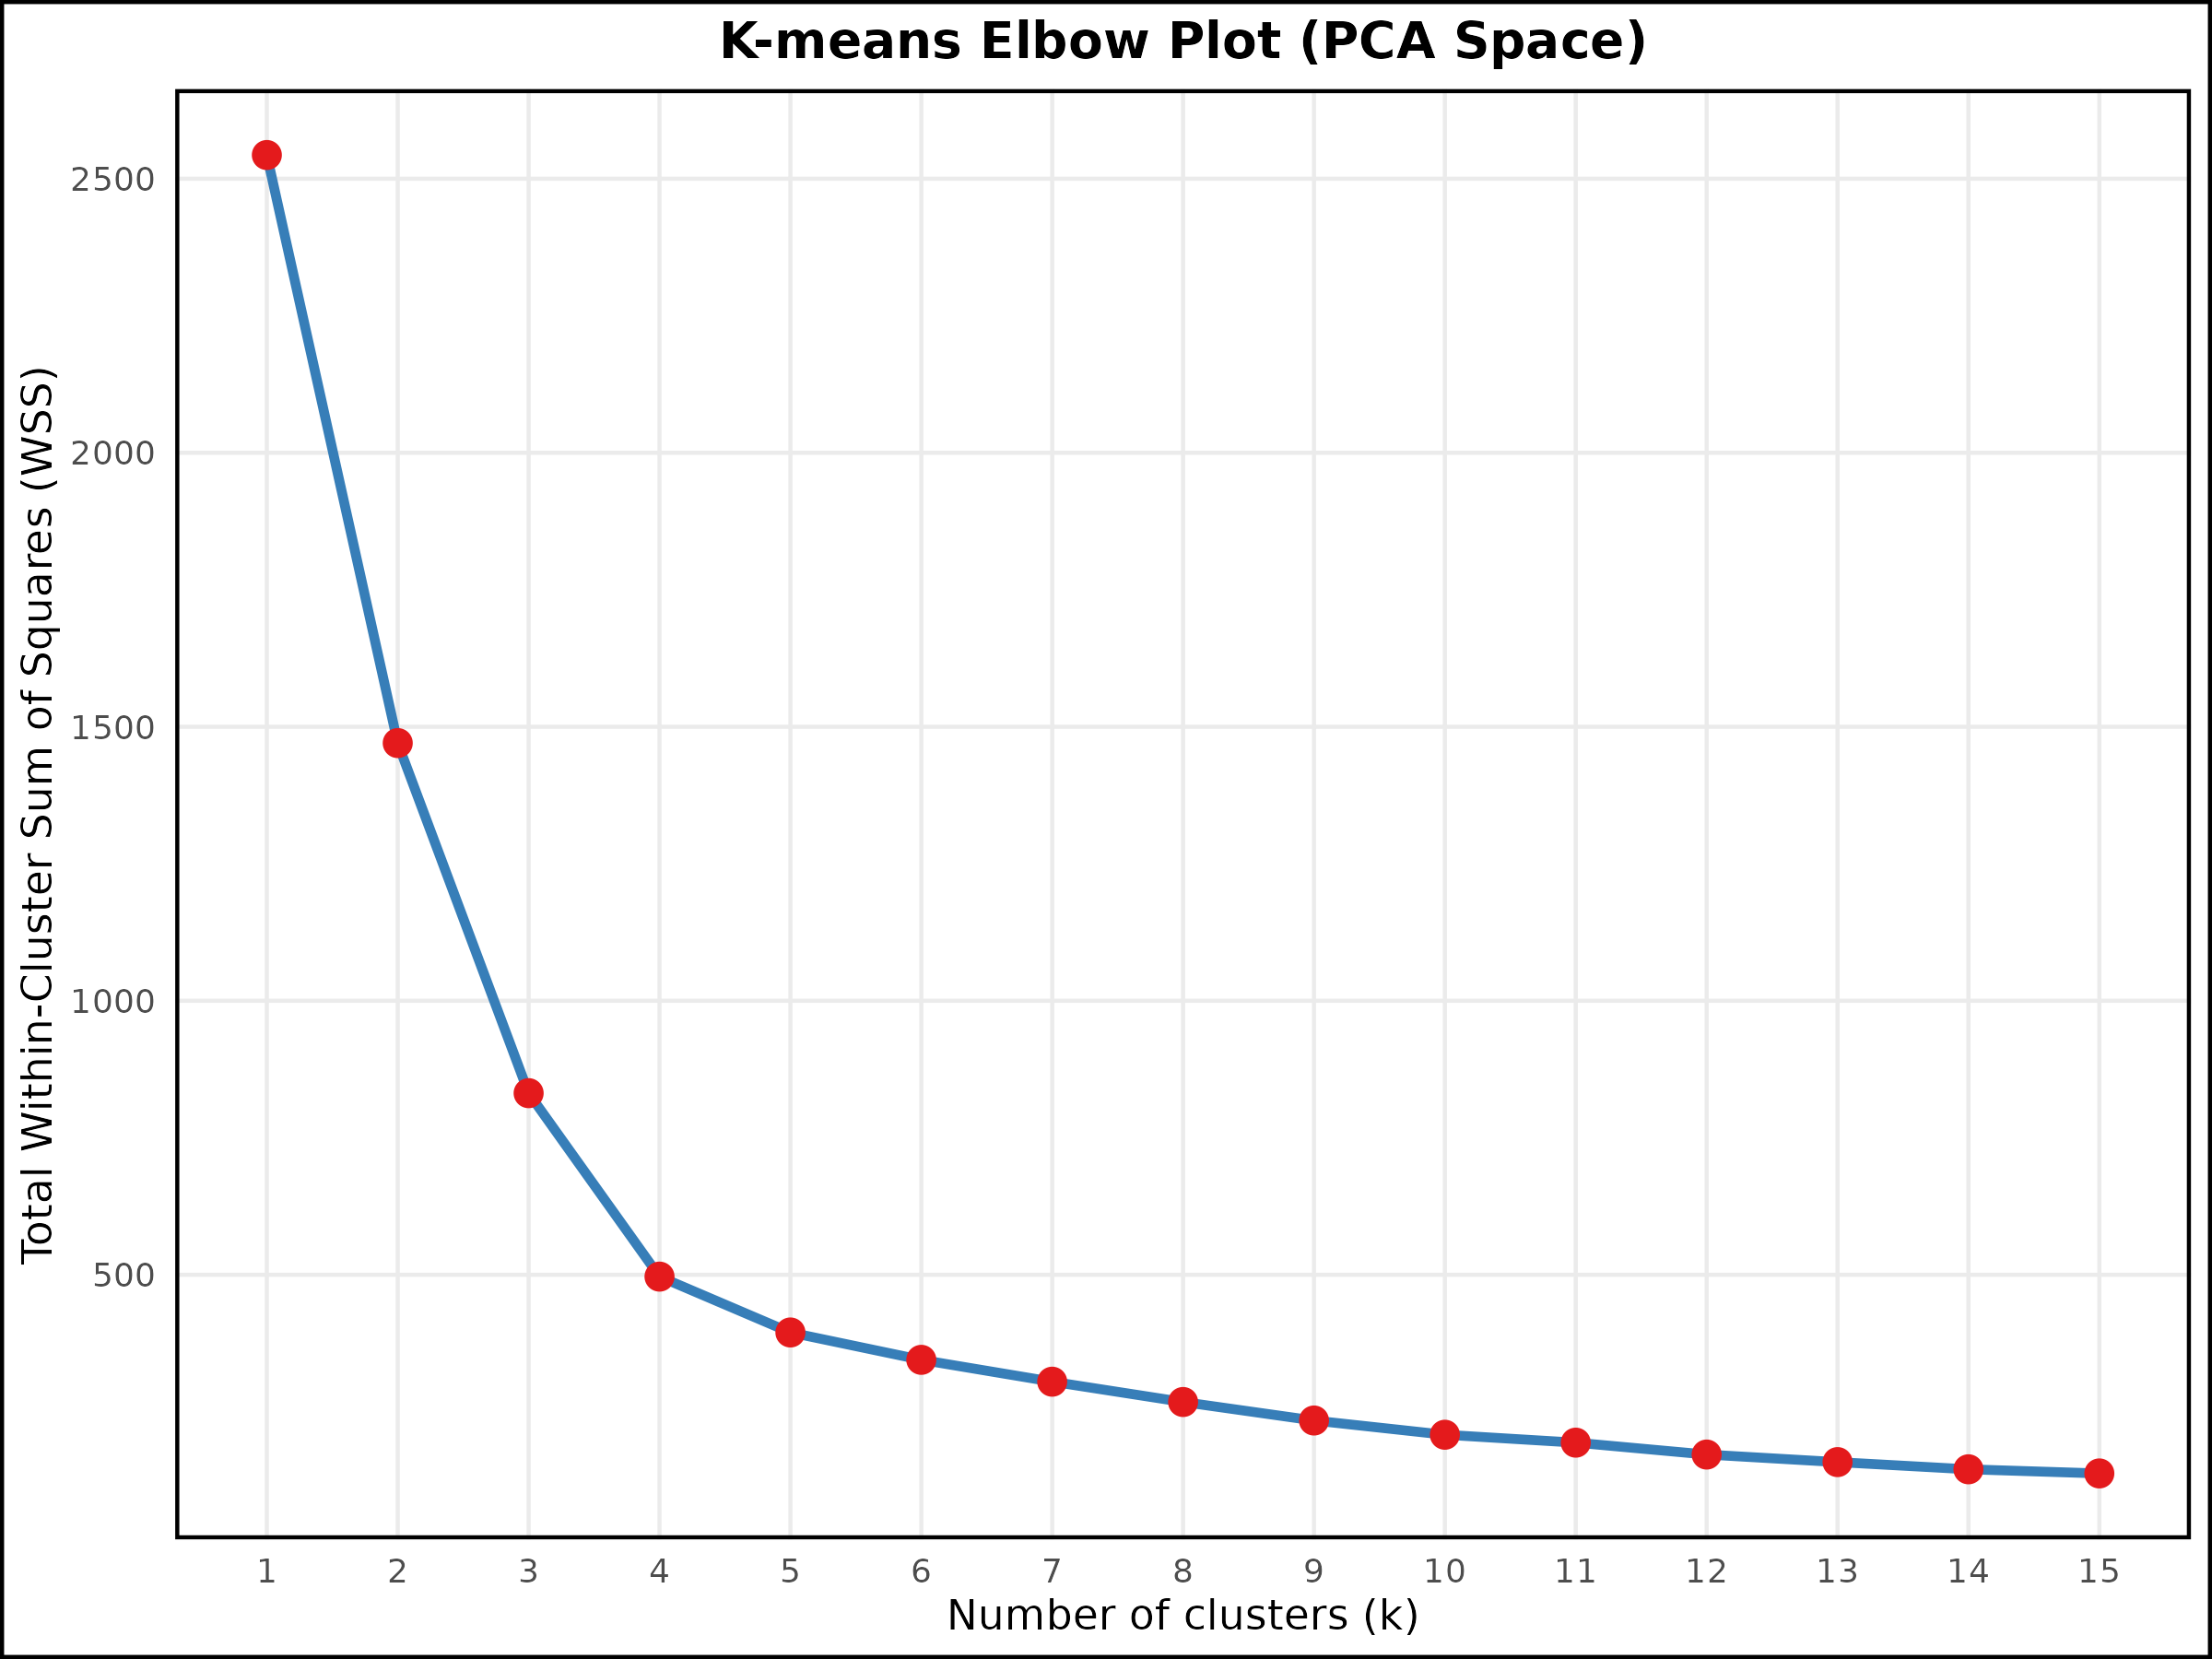 K-means Elbow Plot (PCA Space)
Total Within-Cluster Sum of Squares (WSS)
2500
2000
1500
1000
500
1 2 3 4 5 6 7 8 9 10 11 12 13 14 15
Number of clusters (k)